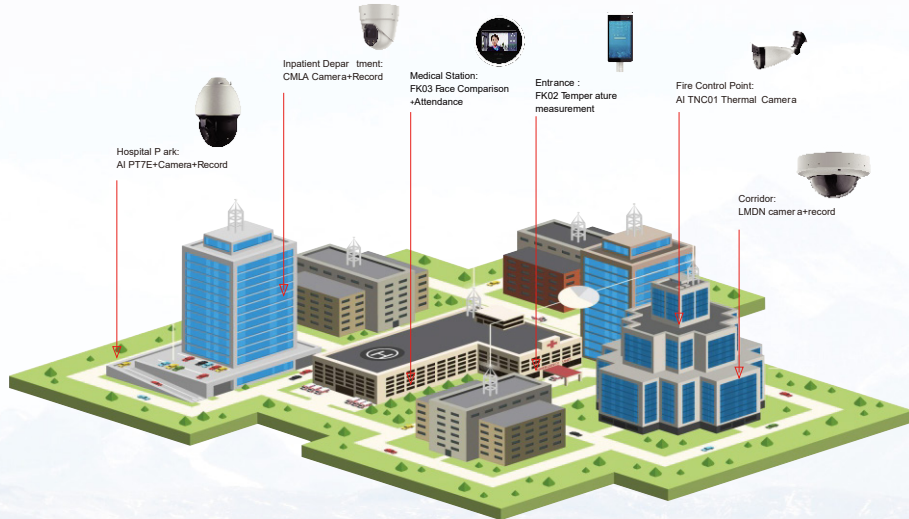 Inpatient Depar tment:
CMLA Camera+Record
Medical Station:
FK03 Face Comparison
+Attendance
Entrance :
FK02 Temper ature
measurement
Fire Control Point:
AI TNC01 Thermal Camera
Hospital P ark:
AI PT7E+Camera+Record
Corridor:
LMDN camer a+record
H